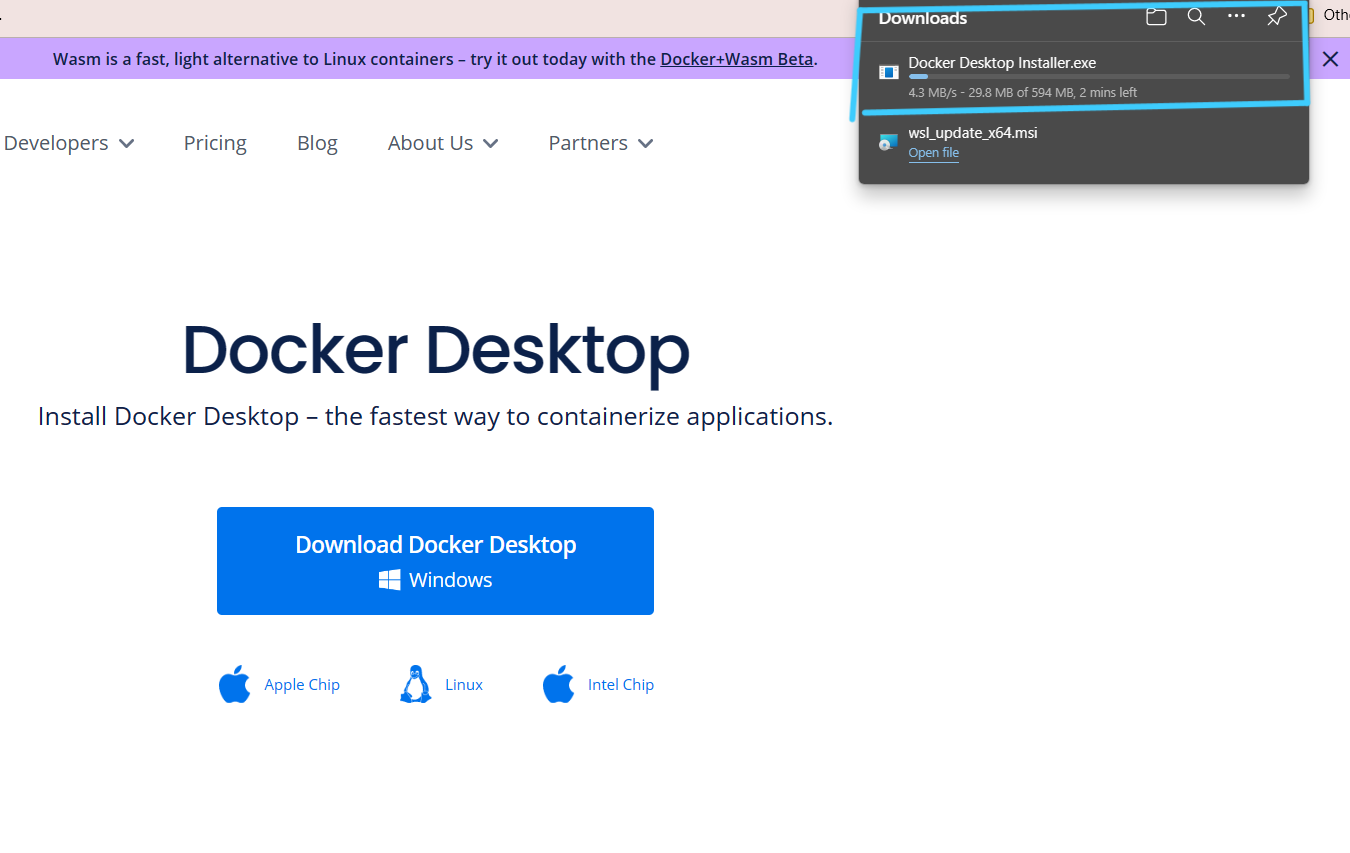 .
Downloads
Othe
Wasm is a fast, light alternative to Linux containers – try it out today with the Docker+Wasm Beta.
Docker Desktop Installer.exe
4.3 MB/s - 29.8 MB of 594 MB, 2 mins left
wsl_update_x64.msi
Open file
Developers
Pricing
Blog
About Us
Partners
Docker Desktop
Install Docker Desktop – the fastest way to containerize applications.
Download Docker Desktop
Windows
Apple Chip
Linux
Intel Chip